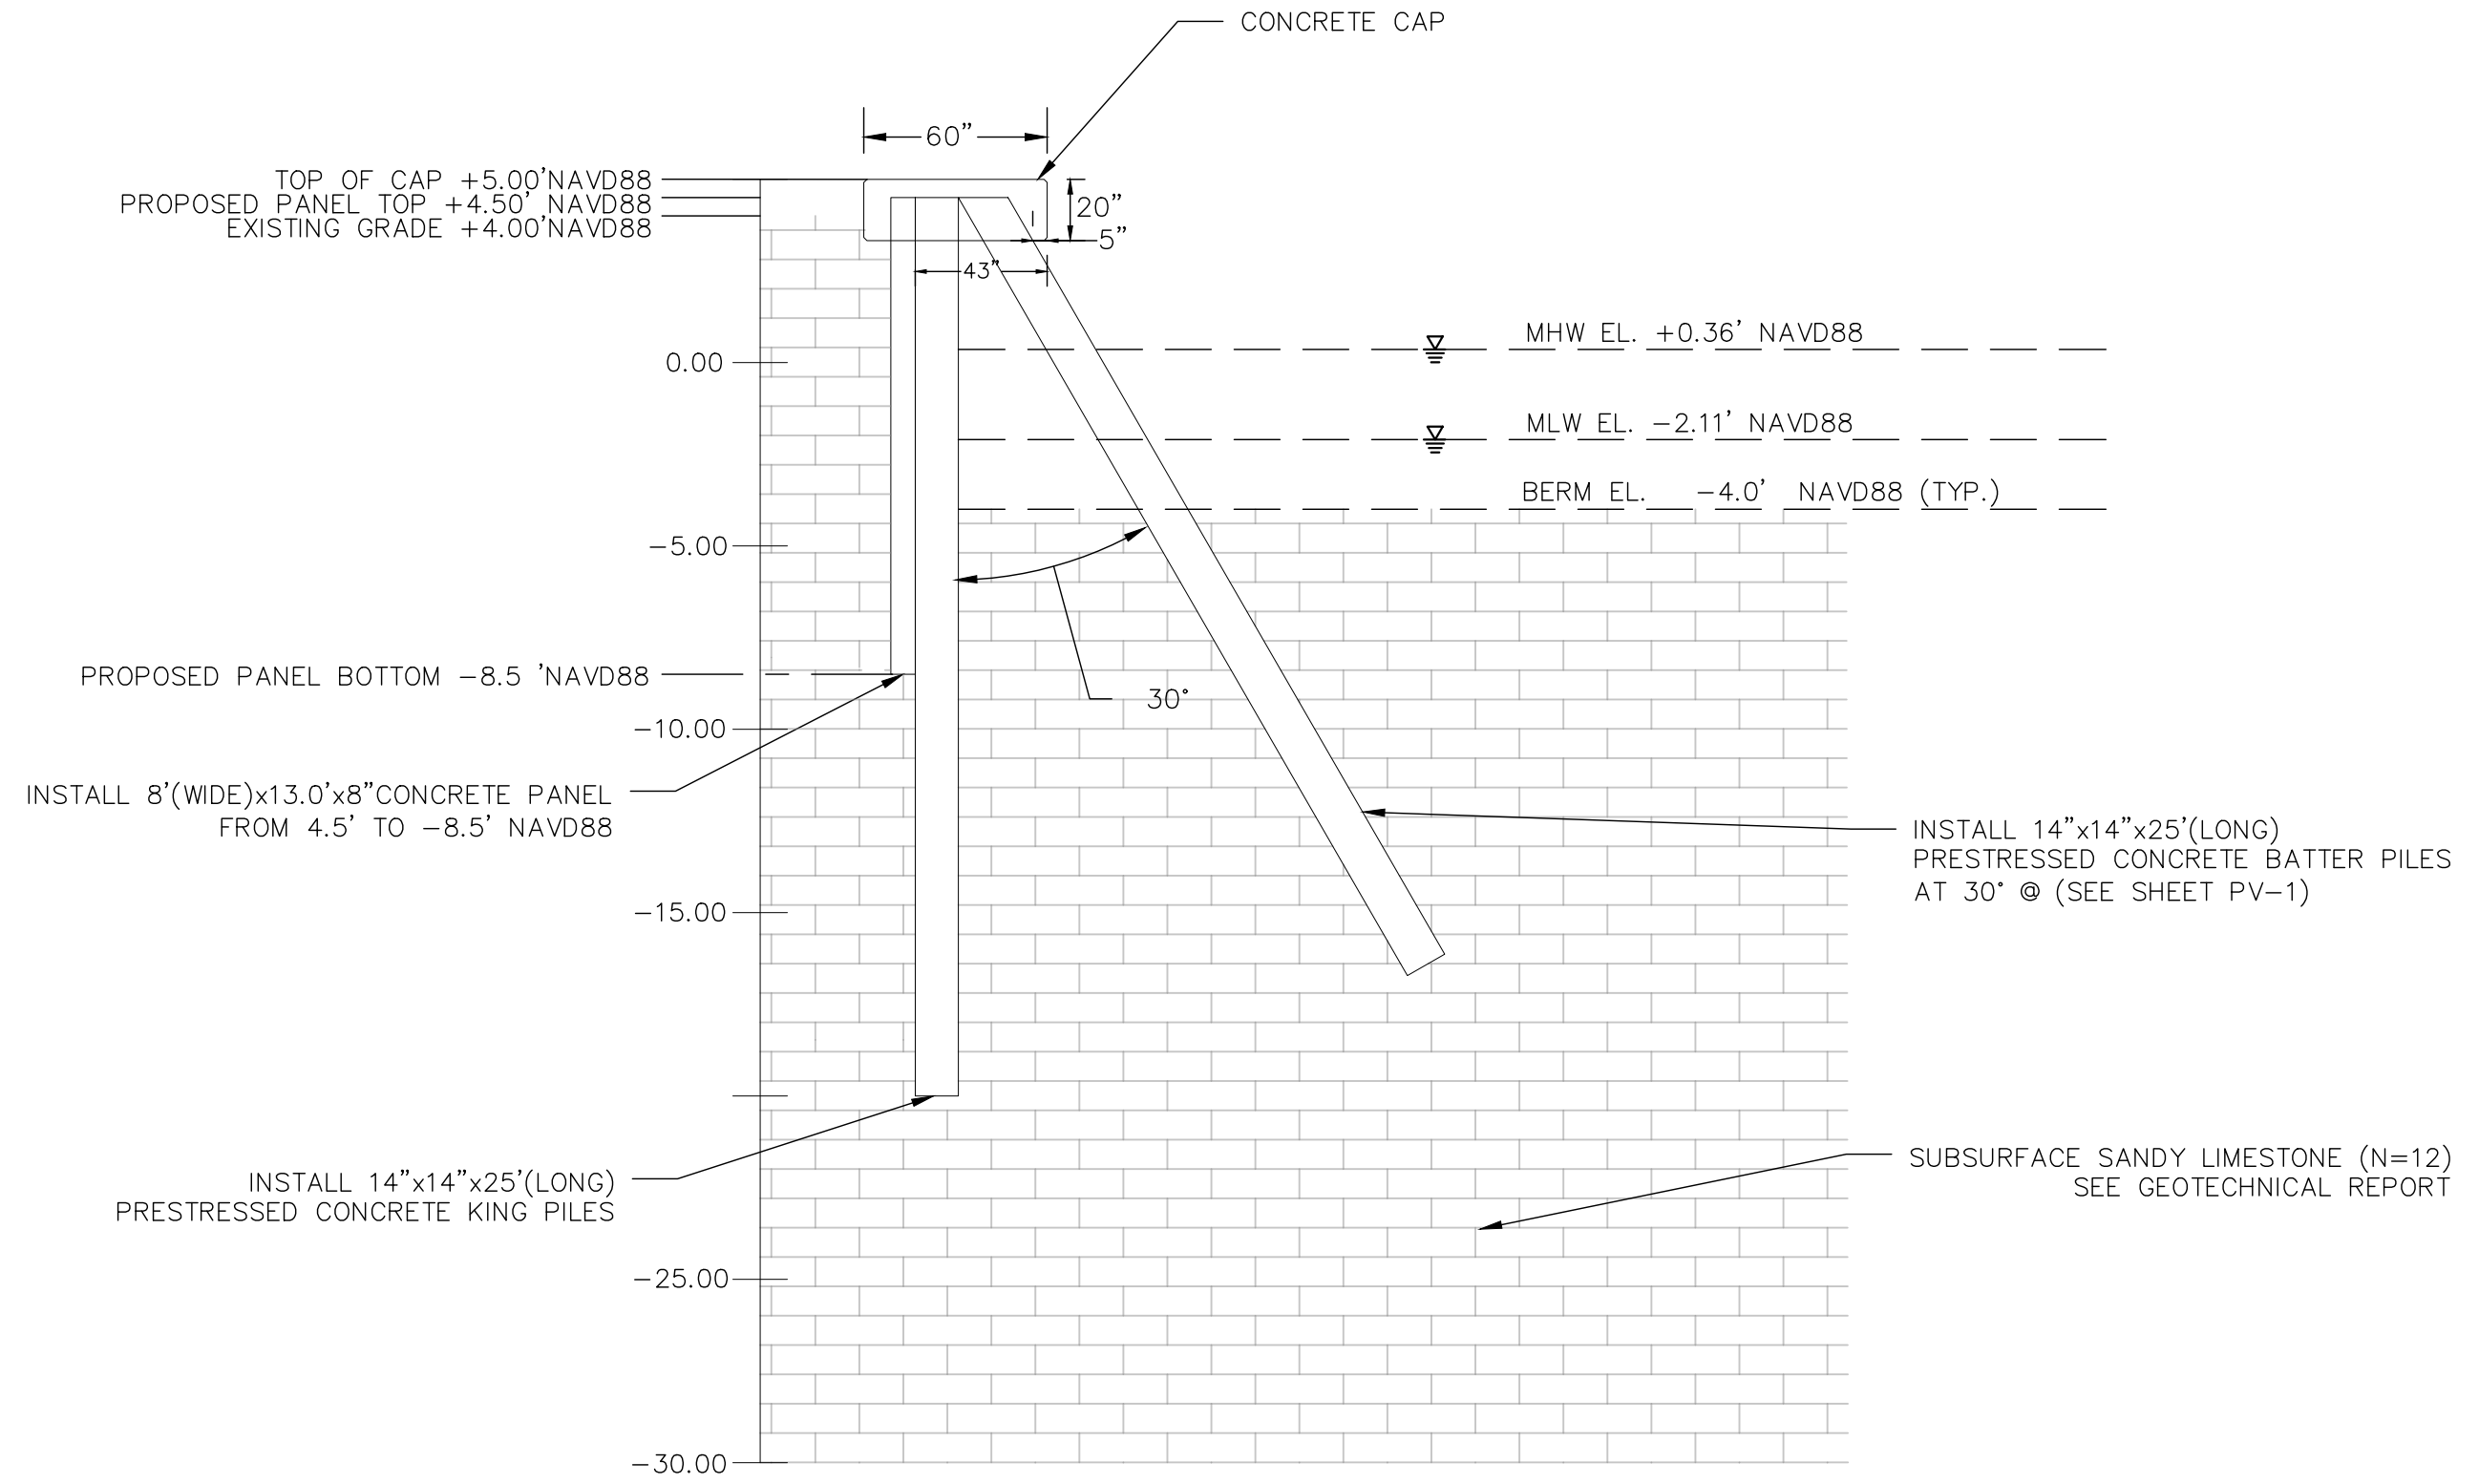 CONCRETE CAP
60"
TOP OF CAP +5.00'NAVD88
PROPOSED PANEL TOP +4.50' NAVD88
EXISTING GRADE +4.00'NAVD88
20"
5"
43"
MHW EL. +0.36' NAVD88
0.00
MLW EL. -2.11' NAVD88
BERM EL. -4.0' NAVD88 (TYP.)
-5.00
PROPOSED PANEL BOTTOM -8.5 'NAVD88
30°
-10.00
INSTALL 8'(WIDE)x13.0'x8"CONCRETE PANEL
FROM 4.5' TO -8.5' NAVD88
INSTALL 14"x14"x25'(LONG)
PRESTRESSED CONCRETE BATTER PILES
AT 30° @ (SEE SHEET PV-1)
-15.00
SUBSURFACE SANDY LIMESTONE (N=12)
SEE GEOTECHNICAL REPORT
INSTALL 14"x14"x25'(LONG)
PRESTRESSED CONCRETE KING PILES
-25.00
-30.00